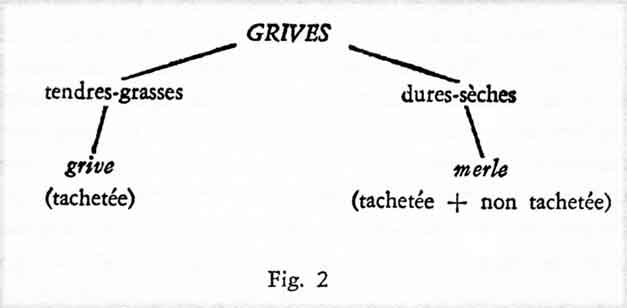 GRIVES
tendres-grasses dures-sèches
grive merle
(tachetée) (tachetée + non tachetée)
Fig. 2